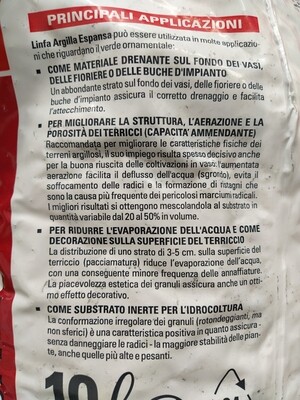 PRINCIPALI APPLICAZIONI
Linfa Argilla Espansa può essere utilizzata in molte applicazio-
ni che riguardano il verde ornamentale:
COME MATERIALE DRENANTE SUL FONDO DEI VASI,
DELLE FIORIERE O DELLE BUCHE D'IMPIANTO
Un abbondante strato sul fondo dei vasi, delle fioriere o delle
buche d'impianto assicura il corretto drenaggio e facilita
l'attecchimento.
PER MIGLIORARE LA STRUTTURA, L'AERAZIONE E LA
POROSITÀ DEI TERRICCI (CAPACITA' AMMENDANTE)
Raccomandata per migliorare le caratteristiche fisiche dei
terreni argillosi, il suo impiego risulta spesso decisivo anche
per la buona riuscita delle coltivazioni in vasi: l'aumentata
aerazione facilita il deflusso dell'acqua (sgrondo), evita il
soffocamento delle radici e la formazione di ristagni che
sono la causa più frequente dei pericolosi marciumi radicali.
I migliori risultati si ottengono mescolandola al substrato in
quantità variabile dal 20 al 50% in volume.
PER RIDURRE L'EVAPORAZIONE DELL'ACQUA E COME
DECORAZIONE SULLA SUPERFICIE DEL TERRICCIO
La distribuzione di uno strato di 3-5 cm. sulla superficie del
terriccio (pacciamatura) riduce l'evaporazione dell'acqua,
con una conseguente minore frequenza delle annaffiature.
La piacevolezza estetica dei granuli assicura anche un otti-
mo effetto decorativo.
COME SUBSTRATO INERTE PER L'IDROCOLTURA
La conformazione irregolare dei granuli (rotondeggianti, ma
non sferici) è una caratteristica positiva in quanto assicura -
senza danneggiare le radici - la maggiore stabilità delle pian-
te, anche quelle più alte e pesanti.
10